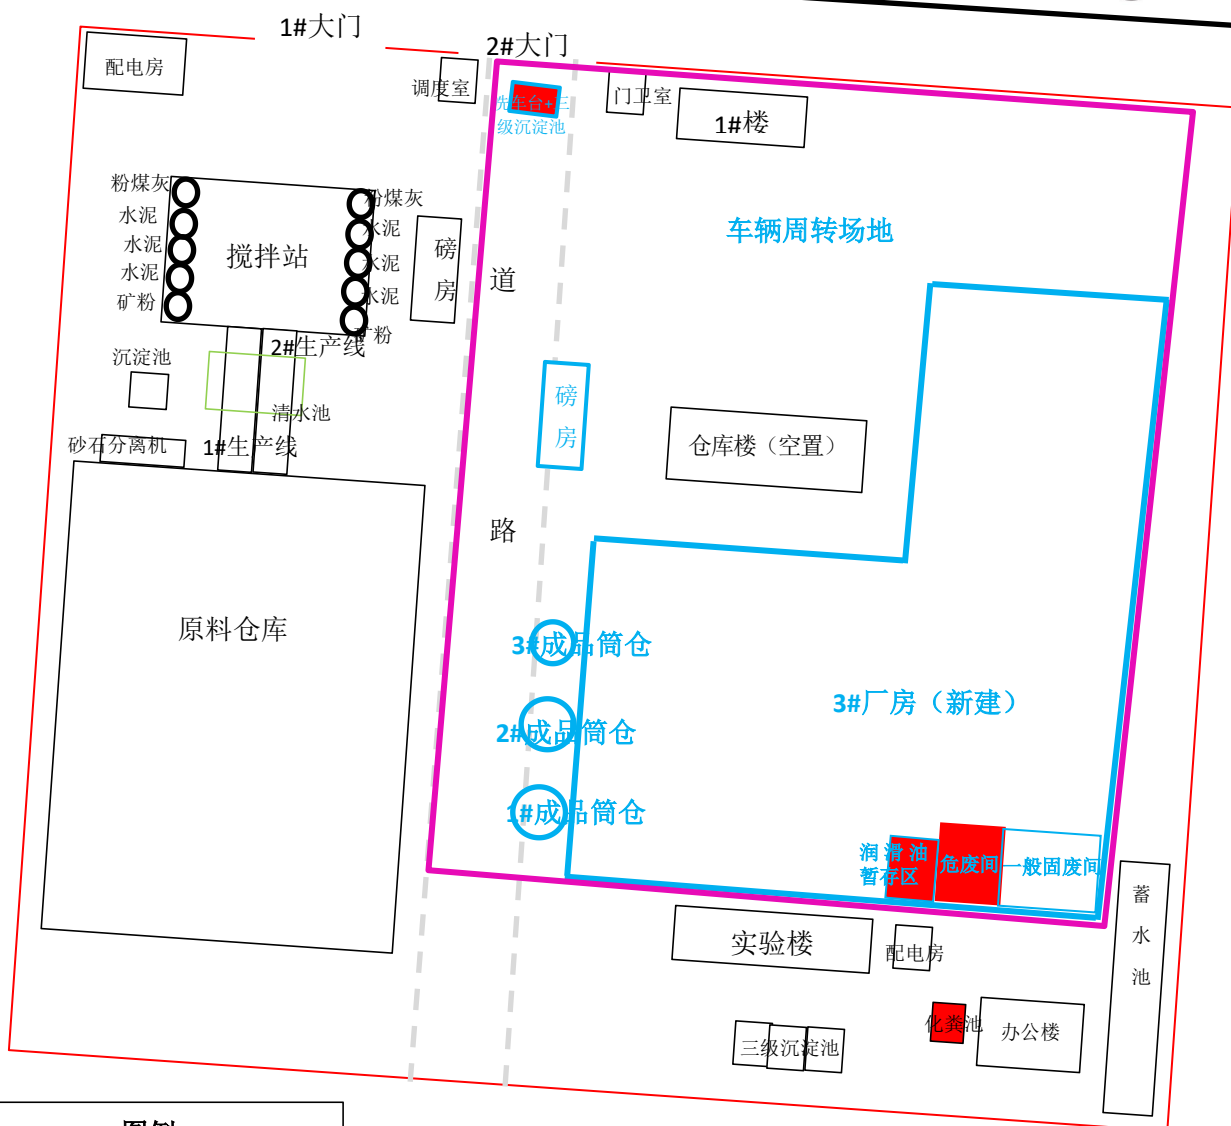 1#大门
2#大门
配电房
调度室
洗车台+三
级沉淀池
门卫室
1#楼
粉煤灰
水泥
水泥
水泥
矿粉
搅拌站
粉煤灰
水泥
水泥
水泥
矿粉
磅
房
道
路
车辆周转场地
沉淀池
2#生产线
清水池
砂石分离机
1#生产线
磅
房
仓库楼（空置）
原料仓库
3#成品筒仓
2#成品筒仓
1#成品筒仓
3#厂房（新建）
润滑油
暂存区
危废间
一般固废间
蓄
水
池
实验楼
配电房
化粪池
办公楼
三级沉淀池